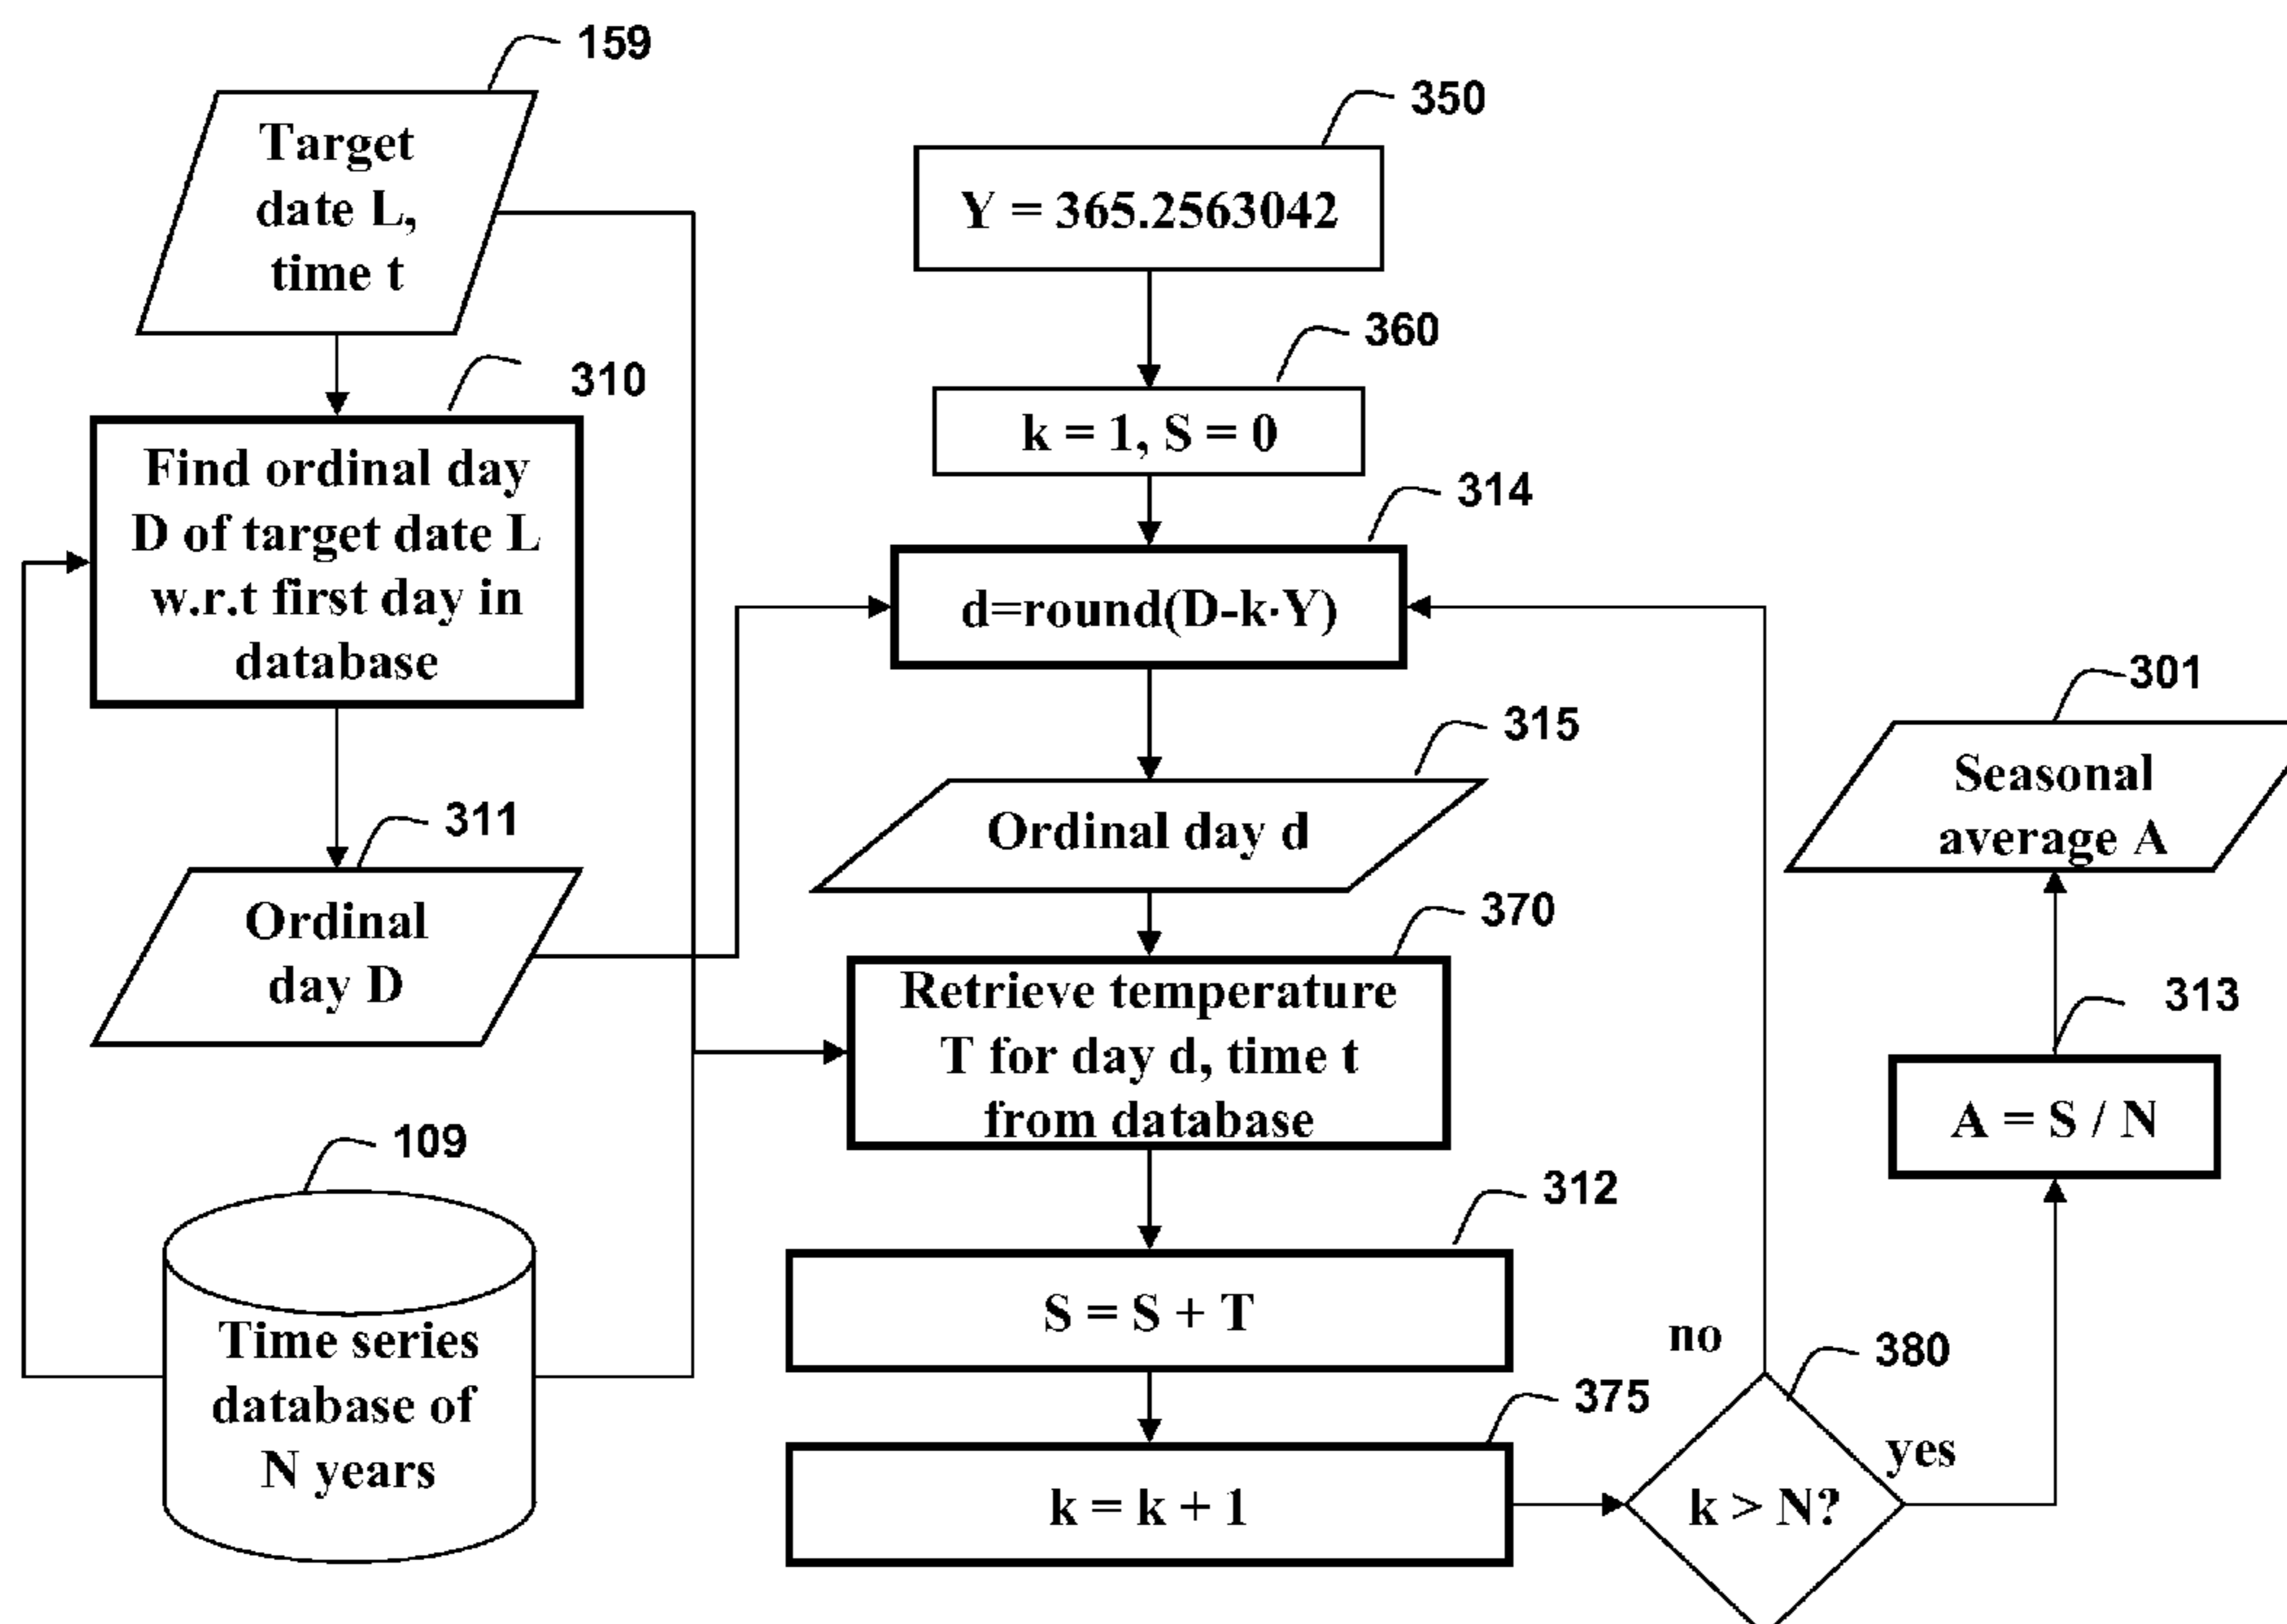 159
Target
date L,
time t
310
Find ordinal day
D of target date L
w.r.t first day in
database
311
Ordinal
day D
109
Time series
database of
N years
350
Y = 365.2563042
360
k = 1, S = 0
314
d=round(D-k·Y)
315
Ordinal day d
370
Retrieve temperature
T for day d, time t
from database
312
S = S + T
375
k = k + 1
380
k > N?
no
yes
313
A = S / N
301
Seasonal
average A